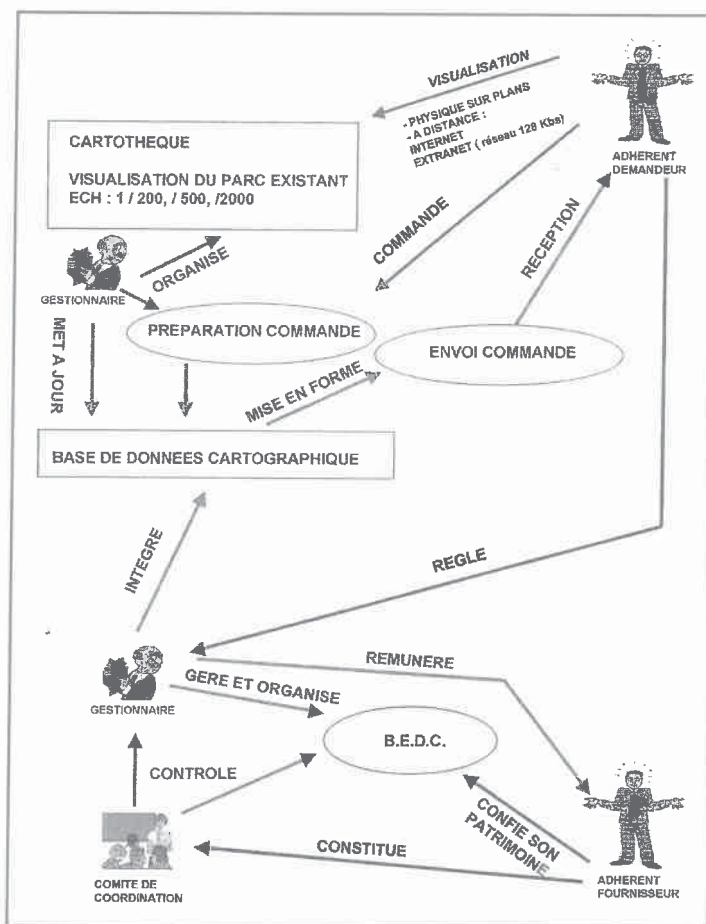 VISUALISATION
- PHYSIQUE SUR PLANS
- A DISTANCE :
INTERNET
EXTRANET ( réseau 128 Kbs)
ADHERENT
DEMANDEUR
CARTOTHEQUE
VISUALISATION DU PARC EXISTANT
ECH : 1 / 200, / 500, /2000
COMMANDE
RECEPTION
ORGANISE
GESTIONNAIRE
MET A JOUR
PREPARATION COMMANDE
ENVOI COMMANDE
MISE EN FORME
BASE DE DONNEES CARTOGRAPHIQUE
INTEGRE
REGLE
REMUNERE
GERE ET ORGANISE
GESTIONNAIRE
B.E.D.C.
CONTROLE
CONFIE SON
PATRIMOINE
CONSTITUE
COMITE DE
COORDINATION
ADHERENT
FOURNISSEUR